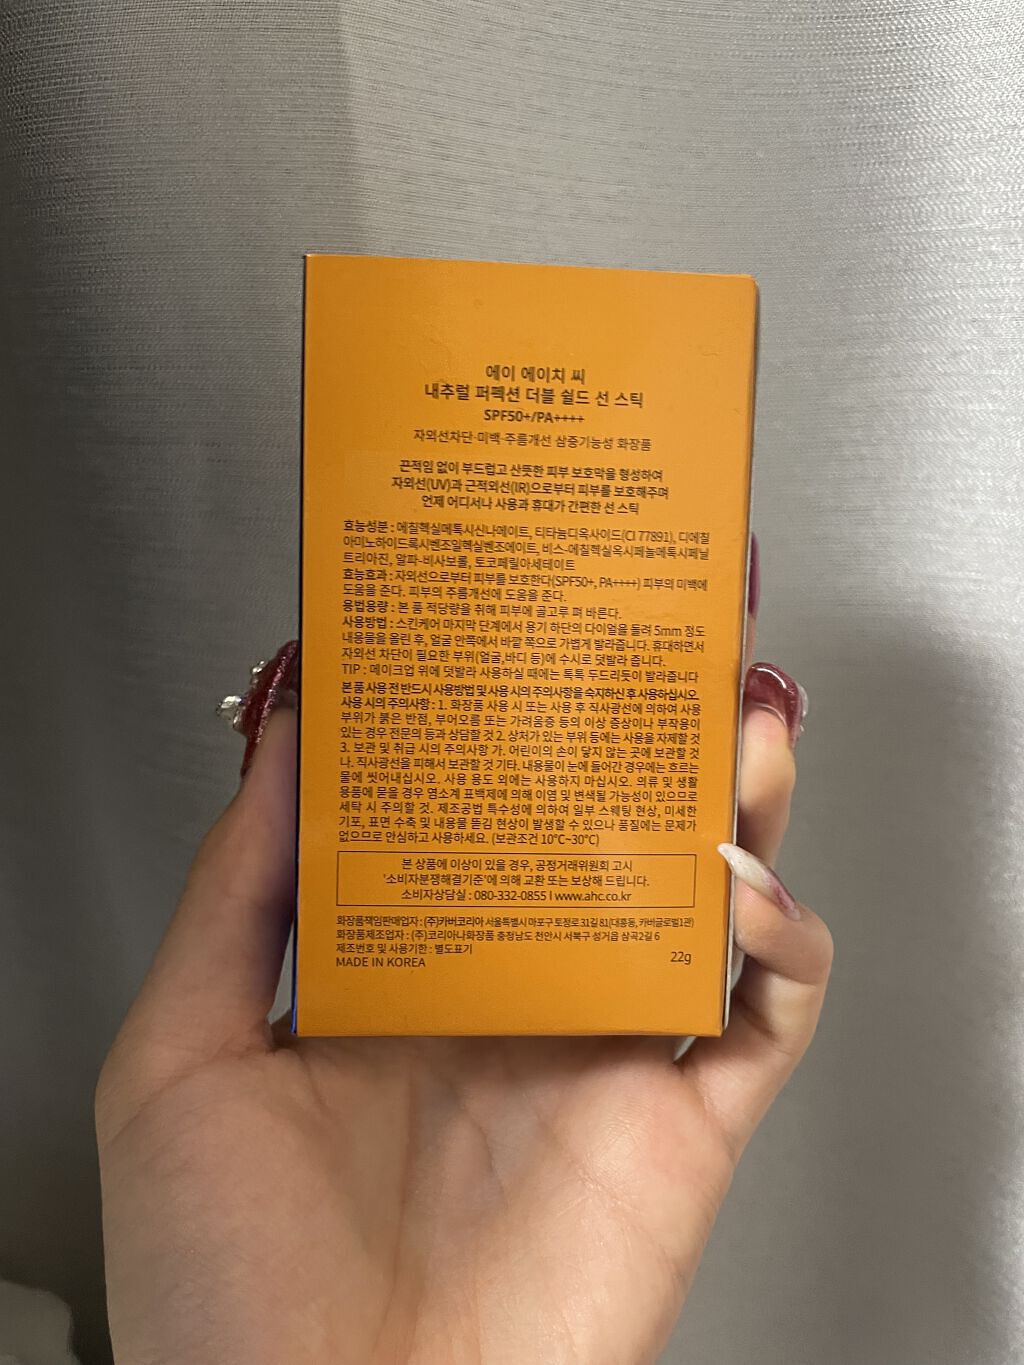 에이 에이치 씨
내추럴 퍼펙션 더블 쉴드 선 스틱
SPF50+/PA++++
자외선차단·미백·주름개선 삼중기능성 화장품
끈적임 없이 부드럽고 산뜻한 피부 보호막을 형성하여
자외선(UV)과 근적외선(IR)으로부터 피부를 보호해주며
언제 어디서나 사용과 휴대가 간편한 선 스틱
효능성분 : 에칠헥실메톡시신나메이트, 티타늄디옥사이드(CI 77891), 디에칠
아미노하이드록시벤조일헥실벤조에이트, 비스-에칠헥실옥시페놀메톡시페닐
트리아진, 알파-비사보롤, 토코페릴아세테이트
효능효과 : 자외선으로부터 피부를 보호한다(SPF50+, PA++++) 피부의 미백에
도움을 준다. 피부의 주름개선에 도움을 준다.
용법용량 : 본 품 적당량을 취해 피부에 골고루 펴 바른다.
사용방법 : 스킨케어 마지막 단계에서 용기 하단의 다이얼을 돌려 5mm 정도
내용물을 올린 후, 얼굴 안쪽에서 바깥 쪽으로 가볍게 발라줍니다. 휴대하면서
자외선 차단이 필요한 부위(얼굴,바디 등)에 수시로 덧발라 줍니다.
TIP : 메이크업 위에 덧발라 사용하실 때에는 톡톡 두드리듯이 발라줍니다
본 품 사용 전 반드시 사용방법 및 사용 시의 주의사항을 숙지하신 후 사용하십시오.
사용 시의 주의사항 : 1. 화장품 사용 시 또는 사용 후 직사광선에 의하여 사용
부위가 붉은 반점, 부어오름 또는 가려움증 등의 이상 증상이나 부작용이
있는 경우 전문의 등과 상담할 것 2. 상처가 있는 부위 등에는 사용을 자제할 것
3. 보관 및 취급 시의 주의사항 가. 어린이의 손이 닿지 않는 곳에 보관할 것
나. 직사광선을 피해서 보관할 것 기타. 내용물이 눈에 들어간 경우에는 흐르는
물에 씻어내십시오. 사용 용도 외에는 사용하지 마십시오. 의류 및 생활
용품에 묻을 경우 염소계 표백제에 의해 이염 및 변색될 가능성이 있으므로
세탁 시 주의할 것. 제조공법 특수성에 의하여 일부 스웨팅 현상, 미세한
기포, 표면 수축 및 내용물 뜯김 현상이 발생할 수 있으나 품질에는 문제가
없으므로 안심하고 사용하세요. (보관조건 10°C~30°C)
본 상품에 이상이 있을 경우, 공정거래위원회 고시
'소비자분쟁해결기준'에 의해 교환 또는 보상해 드립니다.
소비자상담실 : 080-332-0855 l www.ahc.co.kr
화장품책임판매업자 : (주)카버코리아 서울특별시 마포구 토정로 31길 81(대흥동, 카버글로벌1관)
화장품제조업자 : (주)코리아나화장품 충청남도 천안시 서북구 성거읍 삼곡2길 6
제조번호 및 사용기한 : 별도표기
MADE IN KOREA
22g